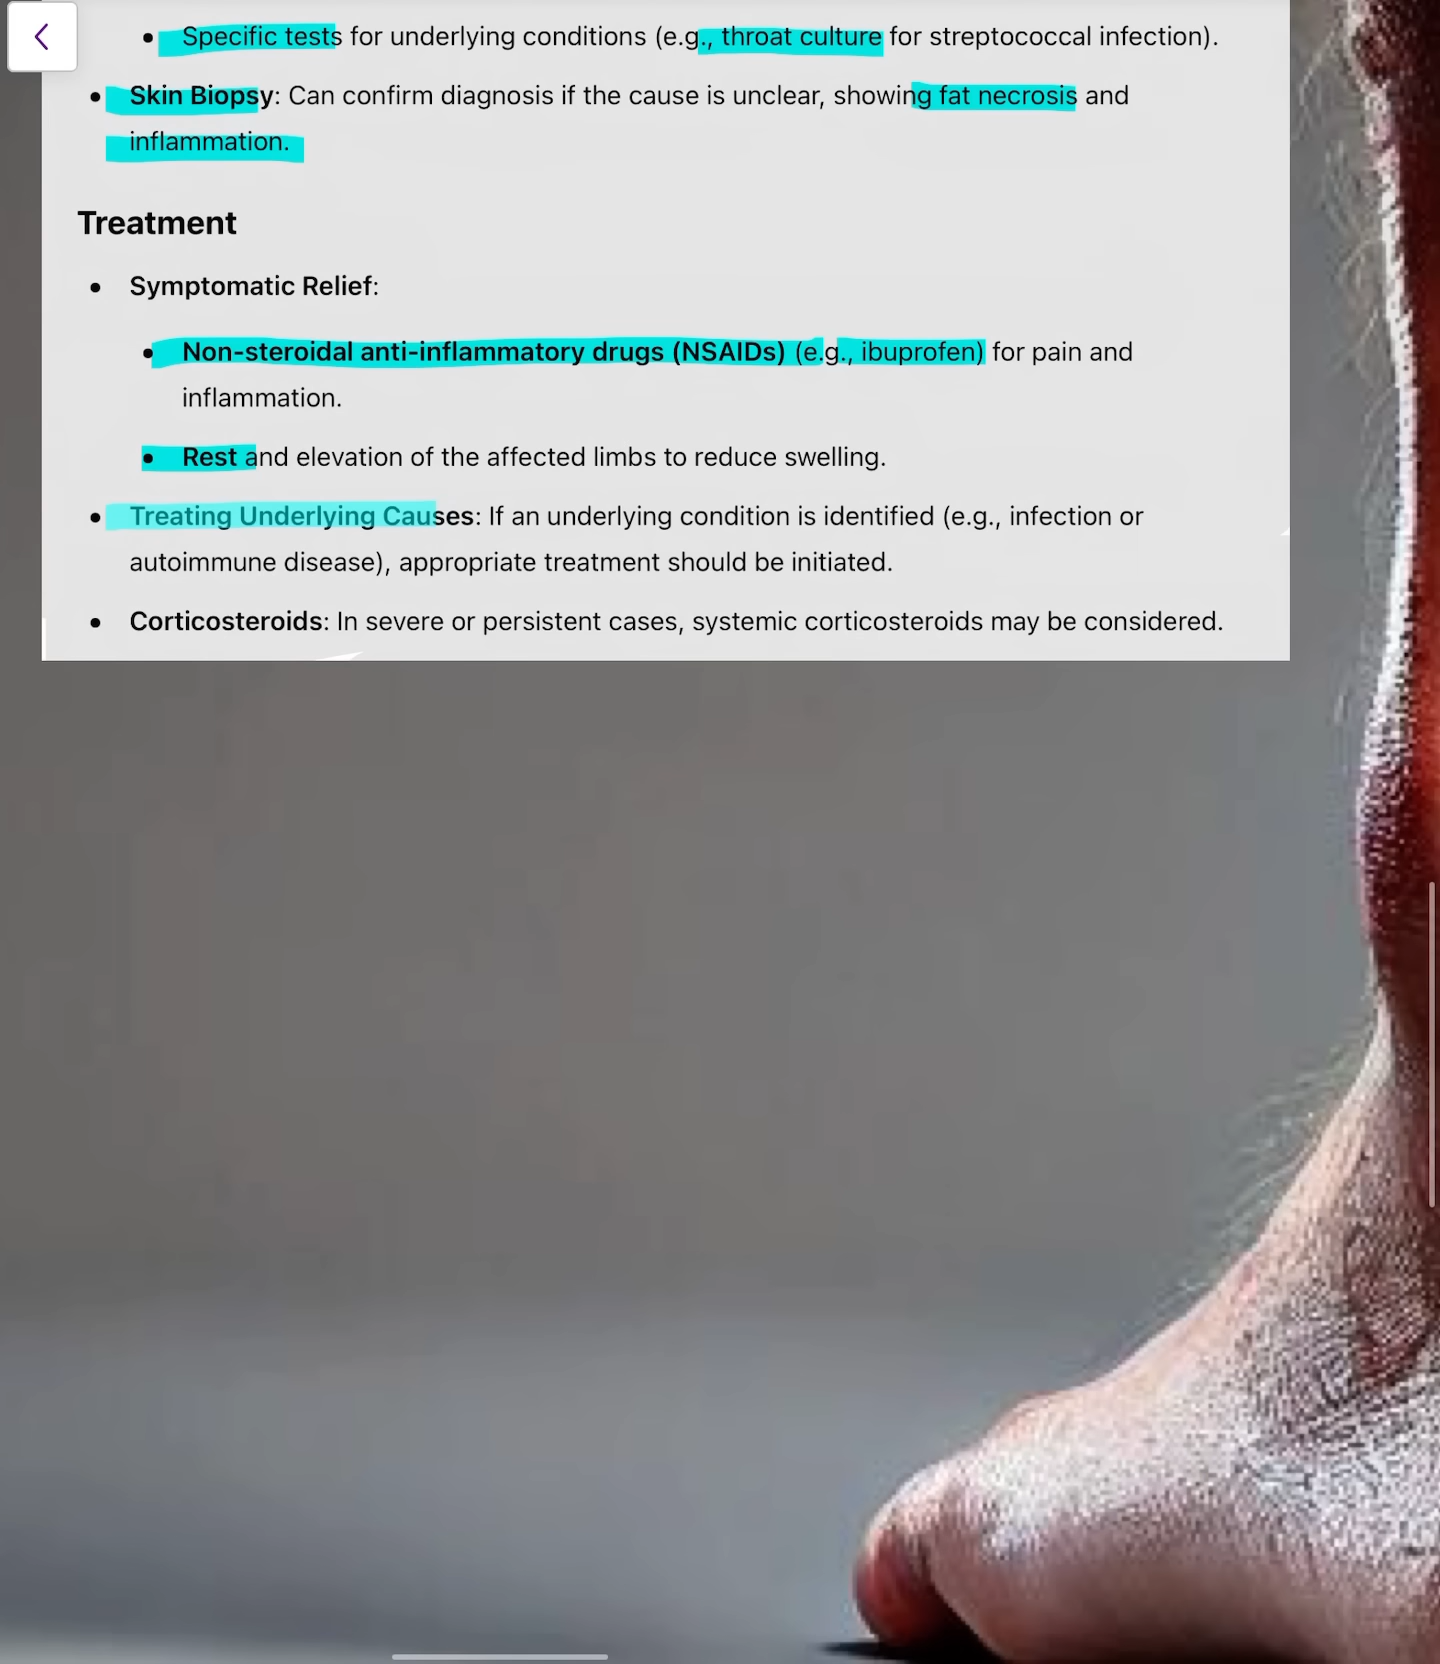 • Specific tests for underlying conditions (e.g., throat culture for streptococcal infection).
• Skin Biopsy: Can confirm diagnosis if the cause is unclear, showing fat necrosis and
inflammation.
Treatment
• Symptomatic Relief:
• Non-steroidal anti-inflammatory drugs (NSAIDs) (e.g., ibuprofen) for pain and
inflammation.
• Rest and elevation of the affected limbs to reduce swelling.
• Treating Underlying Causes: If an underlying condition is identified (e.g., infection or
autoimmune disease), appropriate treatment should be initiated.
• Corticosteroids: In severe or persistent cases, systemic corticosteroids may be considered.